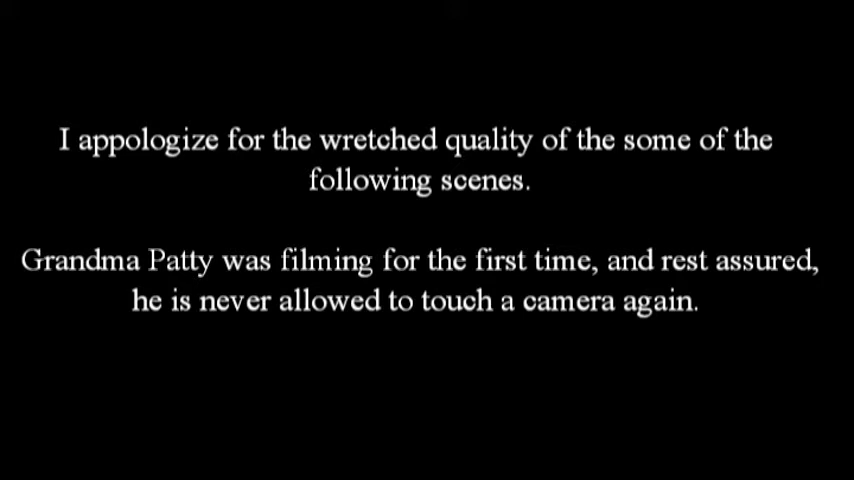 I appologize for the wretched quality of the some of the
following scenes.
Grandma Patty was filming for the first time, and rest assured,
he is never allowed to touch a camera again.